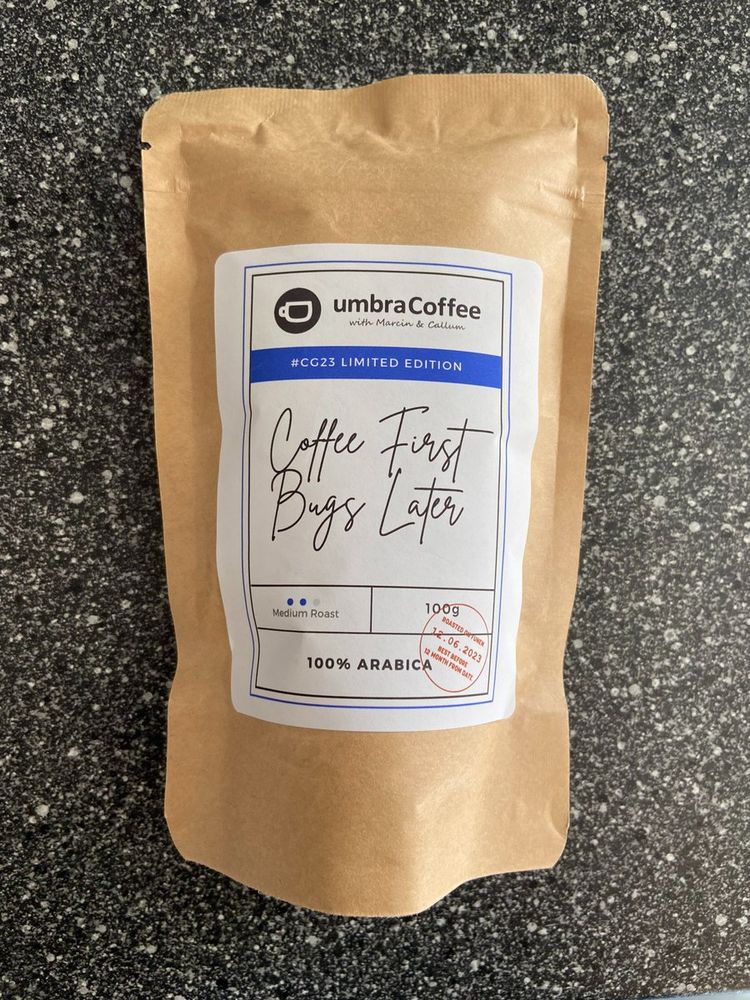 umbraCoffee
with Marcin & Callum
#CG23 LIMITED EDITION
Coffee First
Bugs Later
Medium Roast
100g
100% ARABICA
ROASTED
12.06.2023
BEST BEFORE
12 MONTH FROM DATE